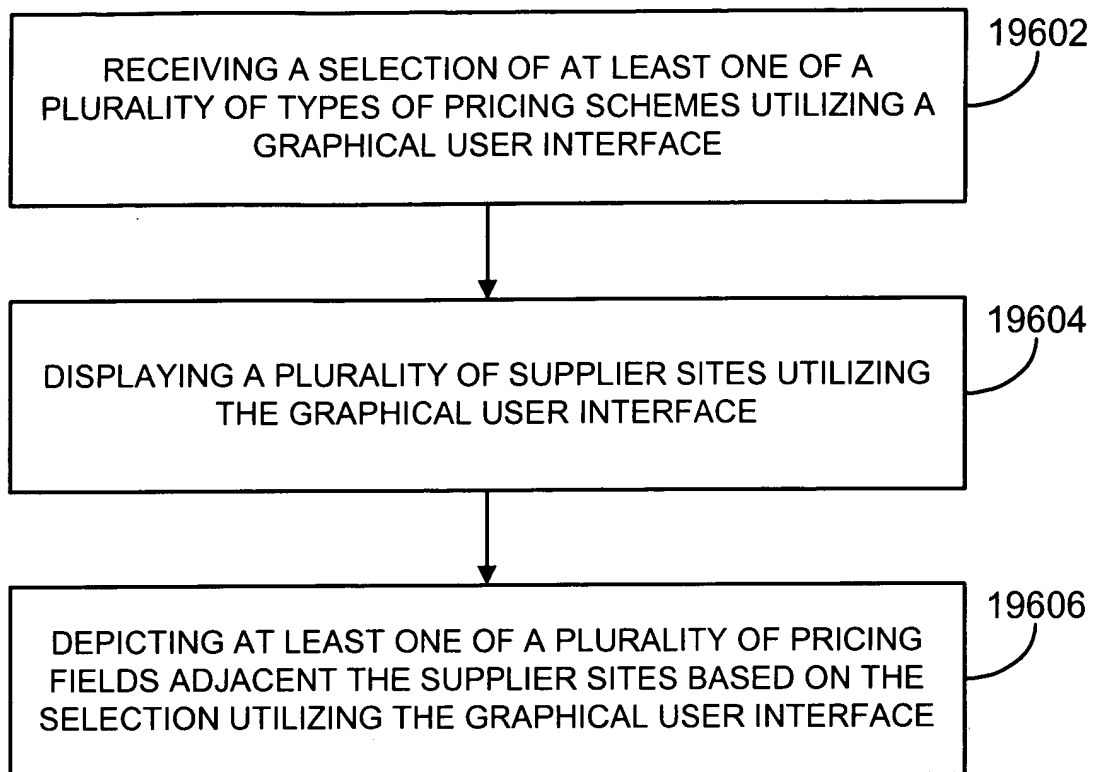 19602
RECEIVING A SELECTION OF AT LEAST ONE OF A
PLURALITY OF TYPES OF PRICING SCHEMES UTILIZING A
GRAPHICAL USER INTERFACE
19604
DISPLAYING A PLURALITY OF SUPPLIER SITES UTILIZING
THE GRAPHICAL USER INTERFACE
19606
DEPICTING AT LEAST ONE OF A PLURALITY OF PRICING
FIELDS ADJACENT THE SUPPLIER SITES BASED ON THE
SELECTION UTILIZING THE GRAPHICAL USER INTERFACE